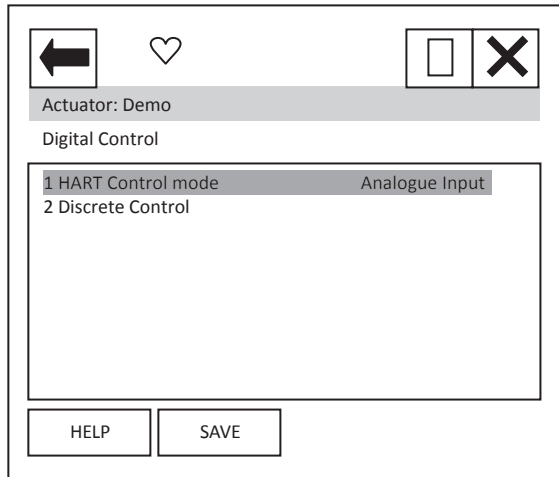 Actuator: Demo
Digital Control
1 HART Control mode Analogue Input
2 Discrete Control
HELP SAVE